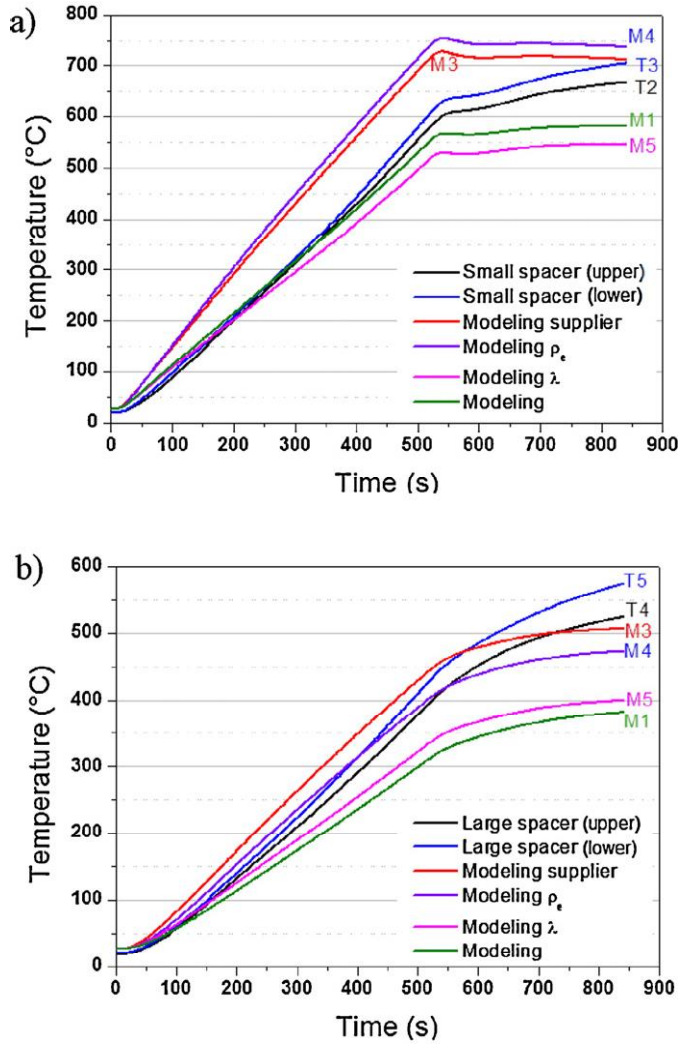 a)
800
700
600
500
400
300
200
100
0
Temperature (°C)
M4
M3
T3
T2
M1
M5
Small spacer (upper)
Small spacer (lower)
Modeling supplier
Modeling ρe
Modeling λ
Modeling
0 100 200 300 400 500 600 700 800 900
Time (s)
b)
600
500
400
300
200
100
0
Temperature (°C)
T5
T4
M3
M4
M5
M1
Large spacer (upper)
Large spacer (lower)
Modeling supplier
Modeling ρe
Modeling λ
Modeling
0 100 200 300 400 500 600 700 800 900
Time (s)